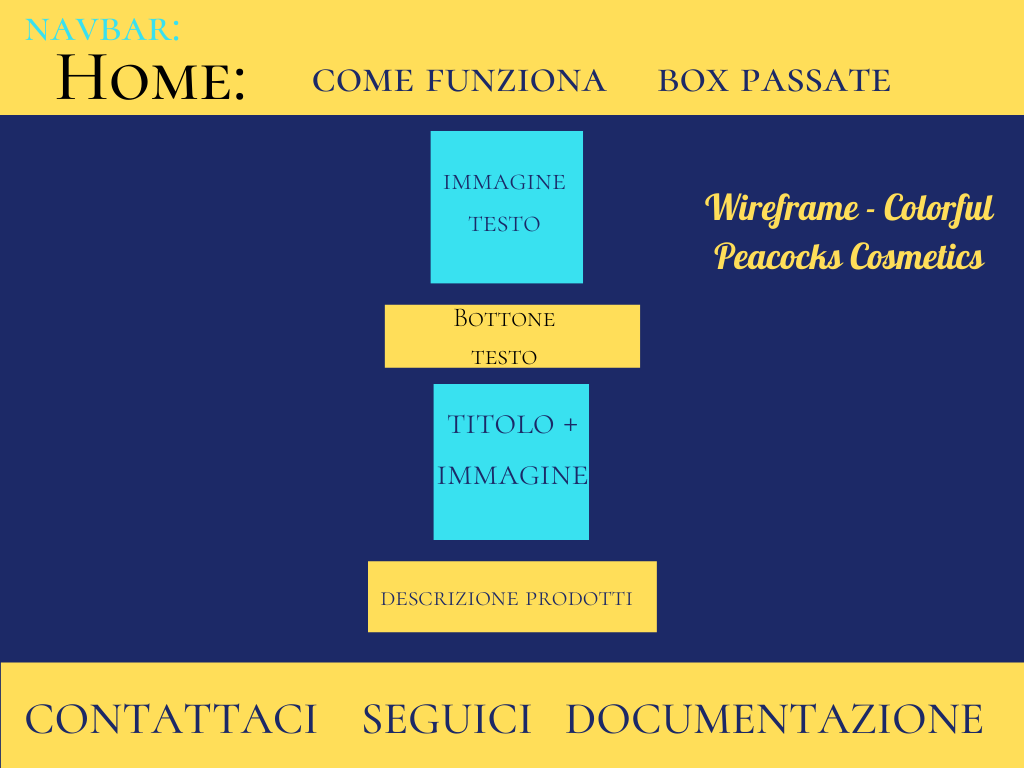 NAVBAR:
HOME:
COME FUNZIONA
BOX PASSATE
IMMAGINE
TESTO
Wireframe - Colorful
Peacocks Cosmetics
BOTTONE
TESTO
TITOLO +
IMMAGINE
DESCRIZIONE PRODOTTI
CONTATTACI
SEGUICI
DOCUMENTAZIONE